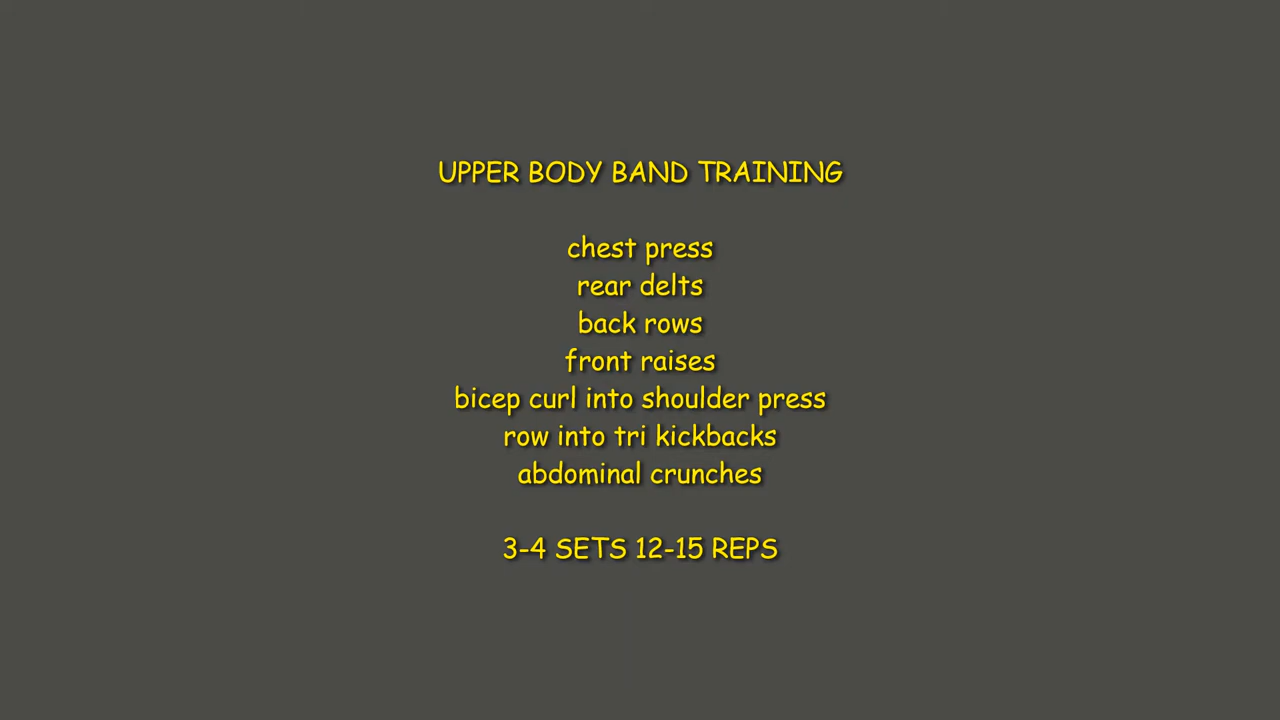 UPPER BODY BAND TRAINING
chest press
rear delts
back rows
front raises
bicep curl into shoulder press
row into tri kickbacks
abdominal crunches
3-4 SETS 12-15 REPS